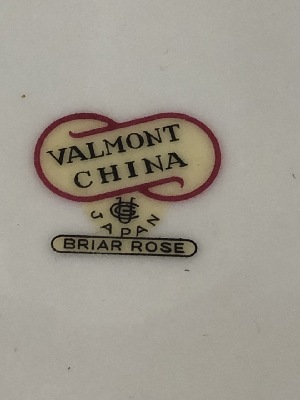 VALMONT
CHINA
JAPAN
BRIAR ROSE